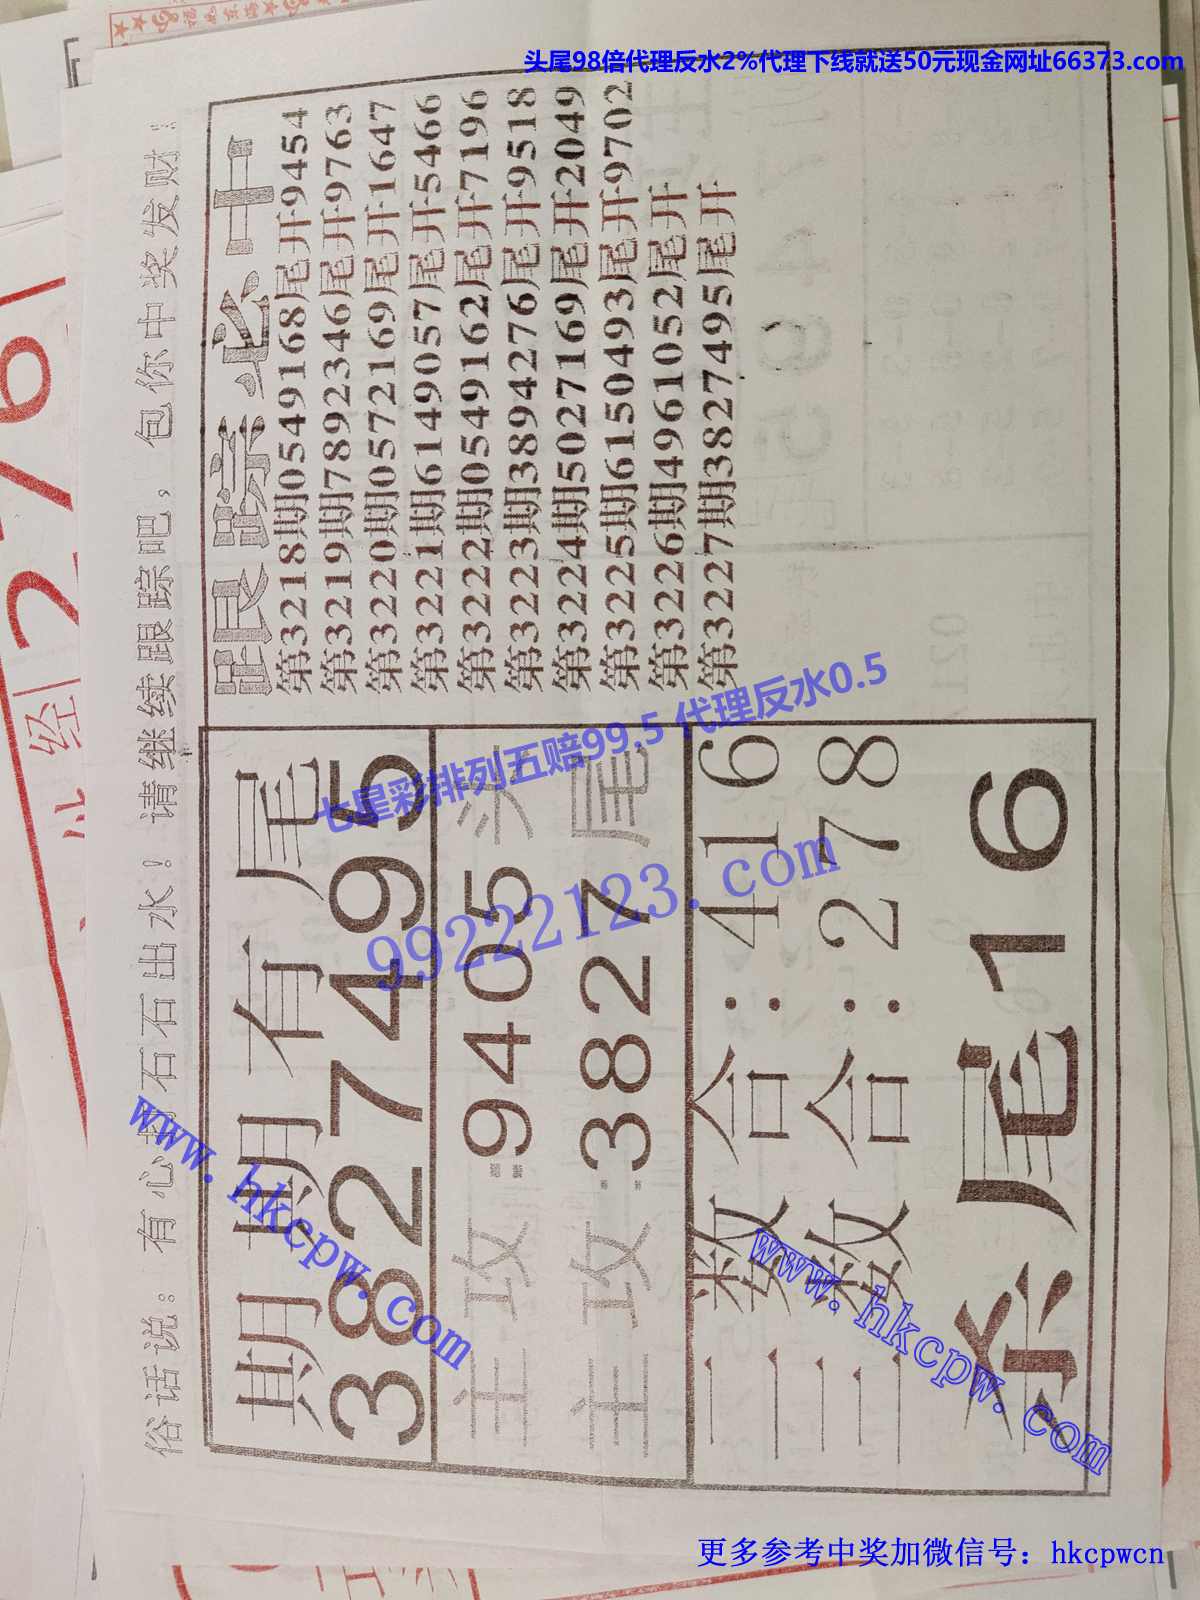 头尾98倍代理反水2%代理下线就送50元现金网址66373.com
俗话说：有心的石石出水！请继续跟踪吧，包你中奖发财！
跟踪必中
第3218期0549168尾开9454
第3219期7892346尾开9763
第3220期0572169尾开1647
第3221期6149057尾开5466
第3222期0549162尾开7196
第3223期3894276尾开9518
第3224期5027169尾开2049
第3225期6150493尾开9702
第3226期4961052尾开
第3227期3827495尾开
期期有尾
3827495
主攻:9405头
主攻:3827尾
三数合:416
三数合:278
杀尾16
276
经
七星彩排列五赔99.5 代理反水0.5
99222123.com
www.hkcpw.com
www.hkcpw.com
更多参考中奖加微信号：hkcpwcn